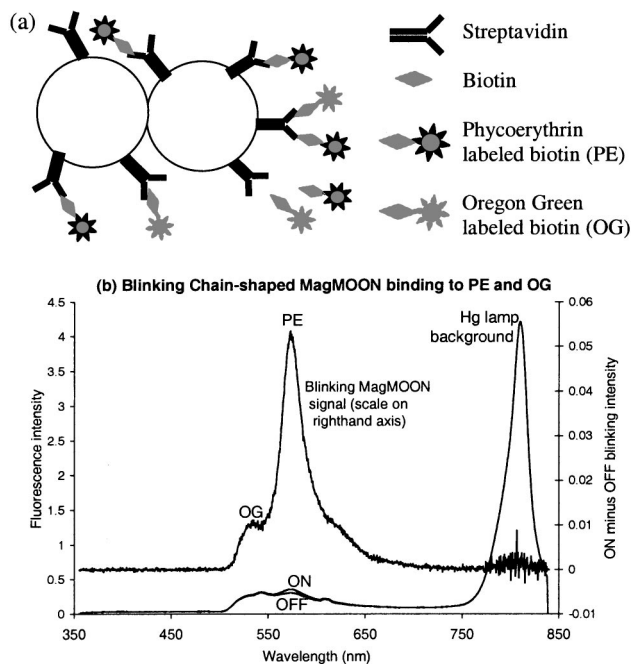 (a)
Streptavidin
Biotin
Phycoerythrin
labeled biotin (PE)
Oregon Green
labeled biotin (OG)
(b) Blinking Chain-shaped MagMOON binding to PE and OG
4.5
4
3.5
3
2.5
2
1.5
1
0.5
0
Fluorescence intensity
PE
Blinking MagMOON
signal (scale on
righthand axis)
OG
ON
OFF
Hg lamp
background
0.06
0.05
0.04
0.03
0.02
0.01
0
-0.01
ON minus OFF blinking intensity
350
450
550
650
750
850
Wavelength (nm)